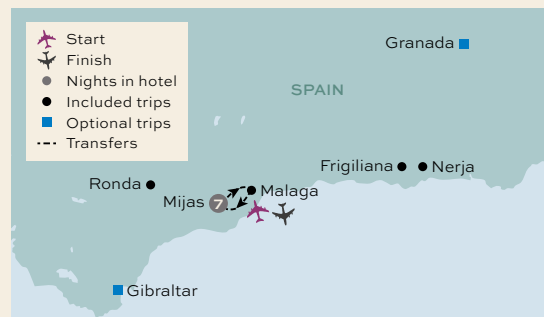 Start
Finish
Nights in hotel
Included trips
Optional trips
Transfers
Granada
SPAIN
Frigiliana
Nerja
Ronda
Malaga
Mijas
7
Gibraltar